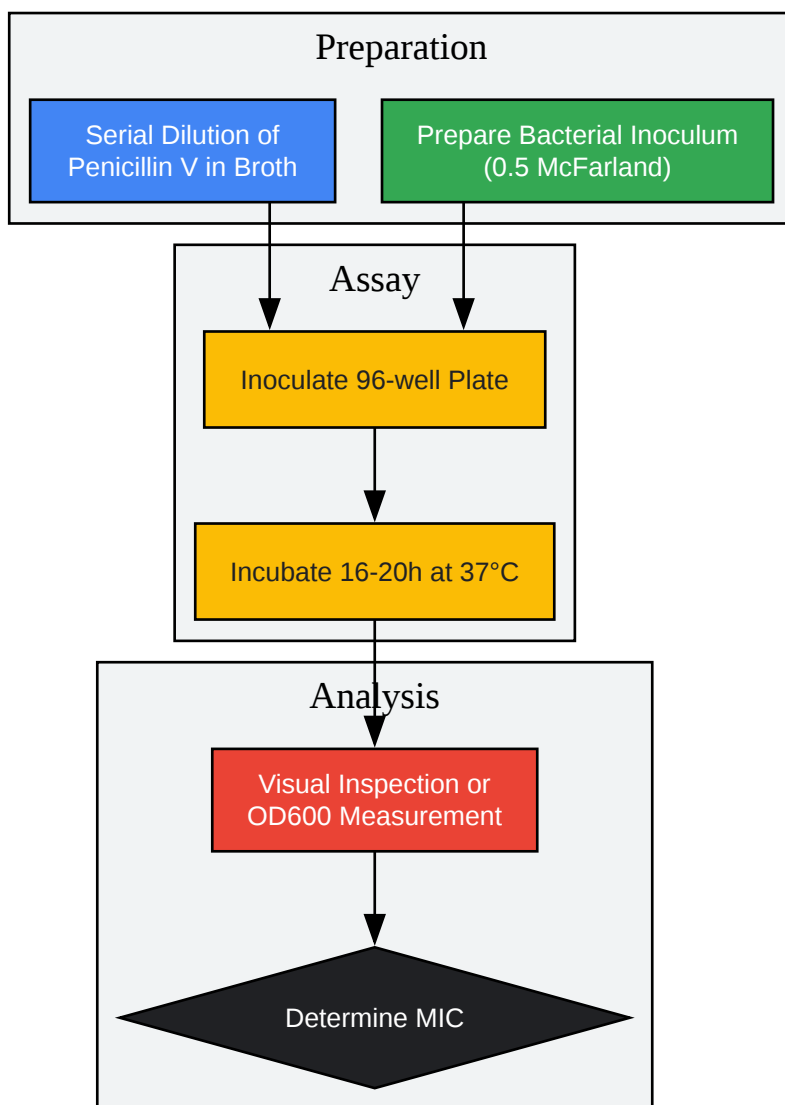 Preparation
Serial Dilution of
Penicillin V in Broth
Prepare Bacterial Inoculum
(0.5 McFarland)
Assay
Inoculate 96-well Plate
Incubate 16-20h at 37°C
Analysis
Visual Inspection or
OD600 Measurement
Determine MIC